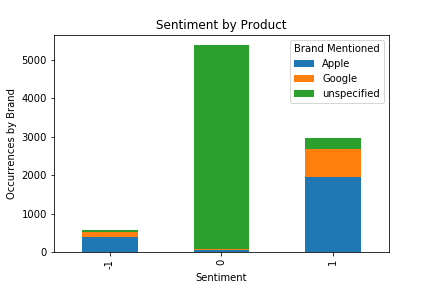 Sentiment by Product
Occurrences by Brand
5000
4000
3000
2000
1000
0
Brand Mentioned
Apple
Google
unspecified
-1
0
1
Sentiment